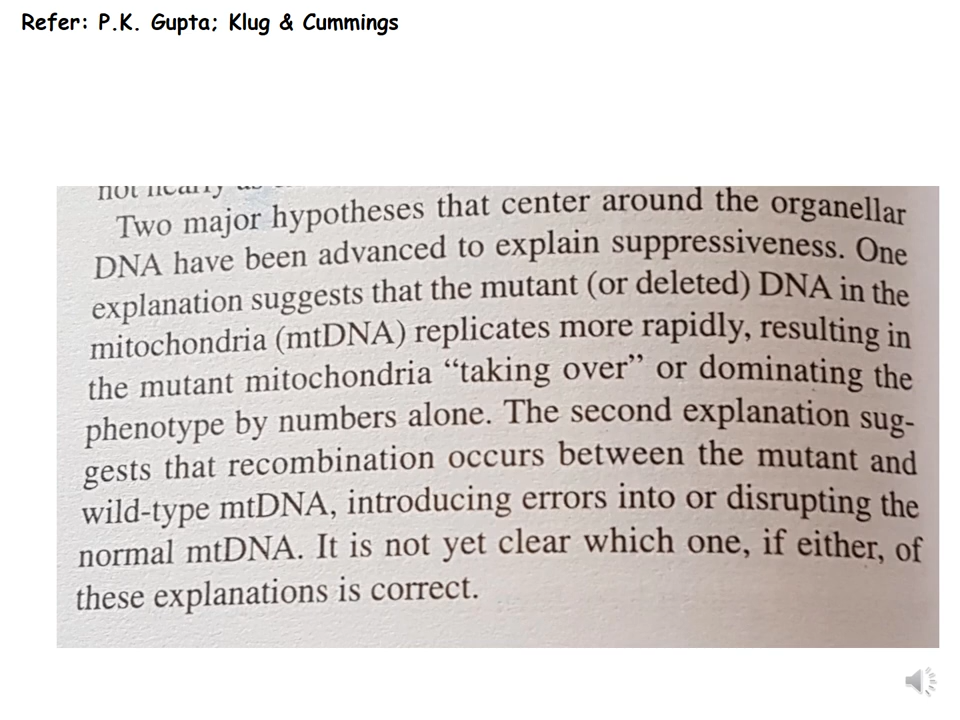 Refer: P.K. Gupta; Klug & Cummings
not nearly
Two major hypotheses that center around the organellar
DNA have been advanced to explain suppressiveness. One
explanation suggests that the mutant (or deleted) DNA in the
mitochondria (mtDNA) replicates more rapidly, resulting in
the mutant mitochondria “taking over” or dominating the
phenotype by numbers alone. The second explanation sug-
gests that recombination occurs between the mutant and
wild-type mtDNA, introducing errors into or disrupting the
normal mtDNA. It is not yet clear which one, if either, of
these explanations is correct.